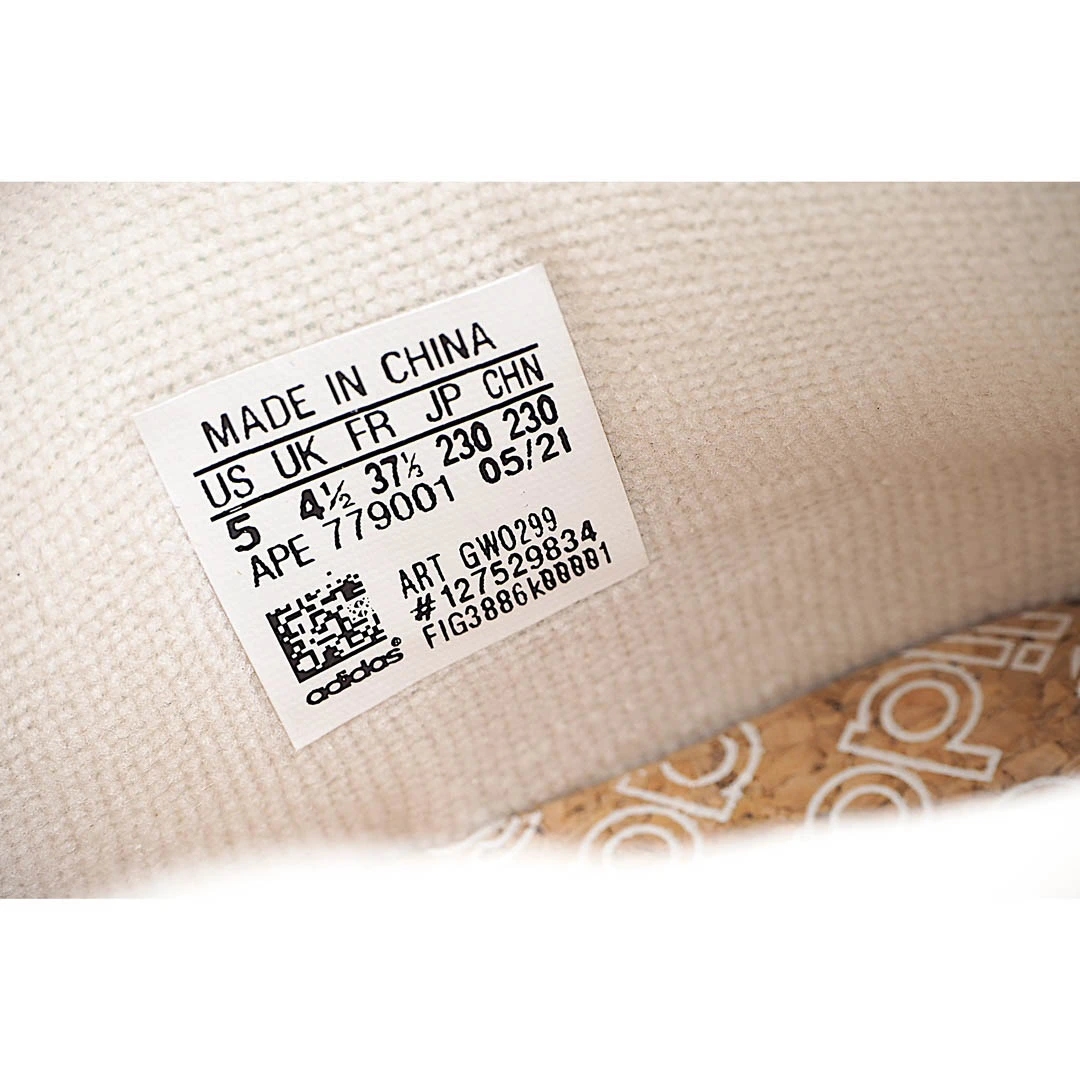 MADE IN CHINA
US UK FR JP CHN
5 4½ 37⅓ 230 230
APE 779001 05/21
ART GW0299
#127529834
FIG3886K00001
adidas®